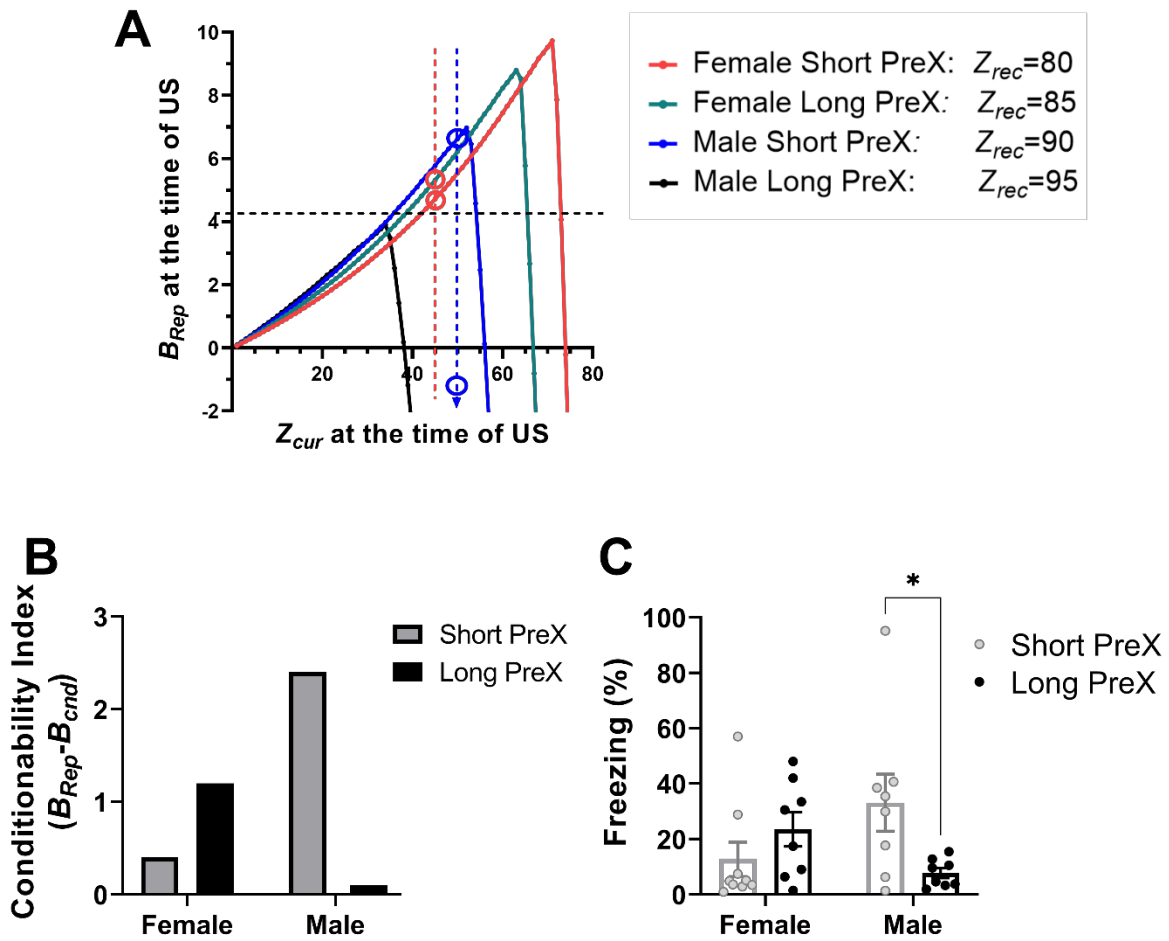 A
B_Rep at the time of US
10
8
6
4
2
0
-2
20
40
60
80
Z_cur at the time of US
Female Short PreX: Z_rec=80
Female Long PreX: Z_rec=85
Male Short PreX: Z_rec=90
Male Long PreX: Z_rec=95
B
Conditionability Index
(B_Rep-B_cnd)
3
2
1
0
Female
Male
Short PreX
Long PreX
C
Freezing (%)
100
80
60
40
20
0
Female
Male
*
Short PreX
Long PreX